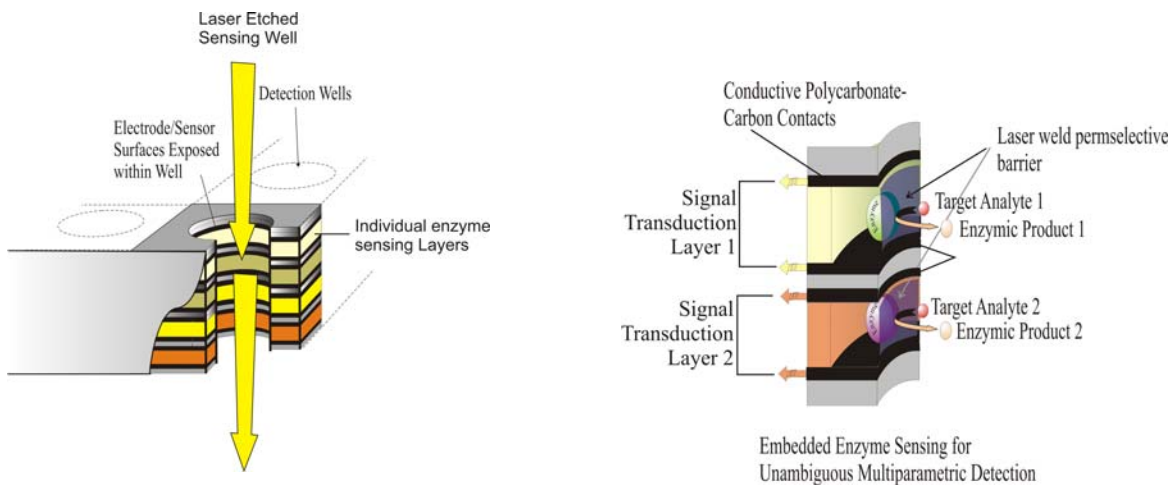 Laser Etched
Sensing Well
Detection Wells
Electrode/Sensor
Surfaces Exposed
within Well
Individual enzyme
sensing Layers
Conductive Polycarbonate-
Carbon Contacts
Laser weld permselective
barrier
Signal
Transduction
Layer 1
Enzyme
Target Analyte 1
Enzymic Product 1
Signal
Transduction
Layer 2
Target Analyte 2
Enzymic Product 2
Embedded Enzyme Sensing for
Unambiguous Multiparametric Detection